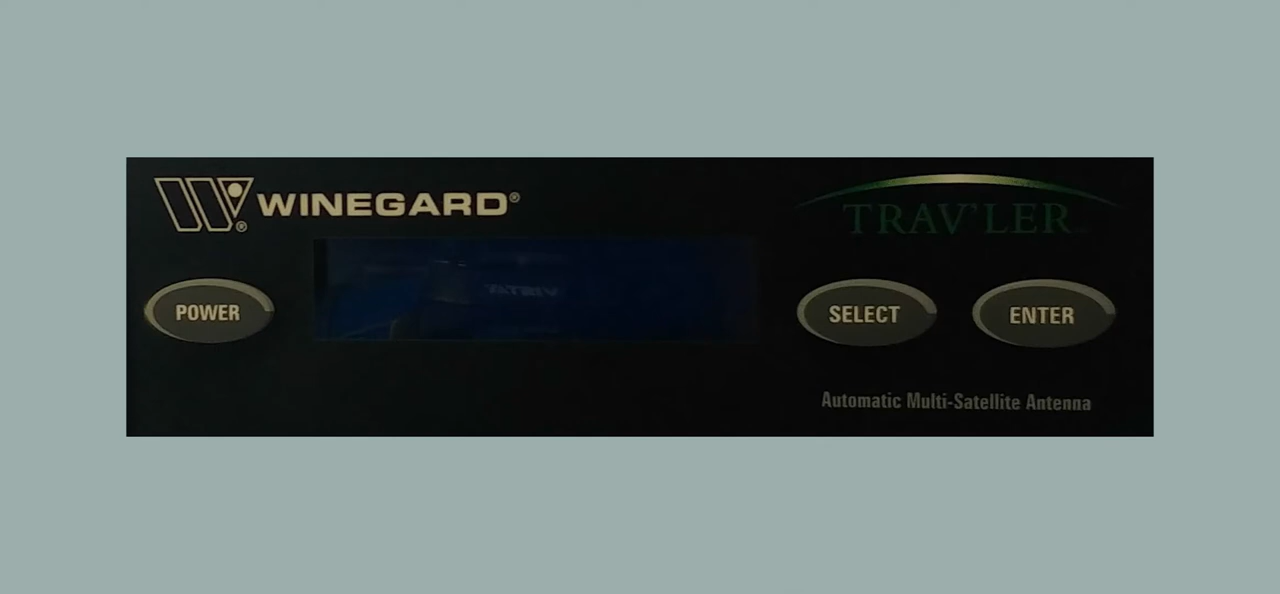 WINEGARD®
TRAV'LER
POWER
SELECT
ENTER
Automatic Multi-Satellite Antenna